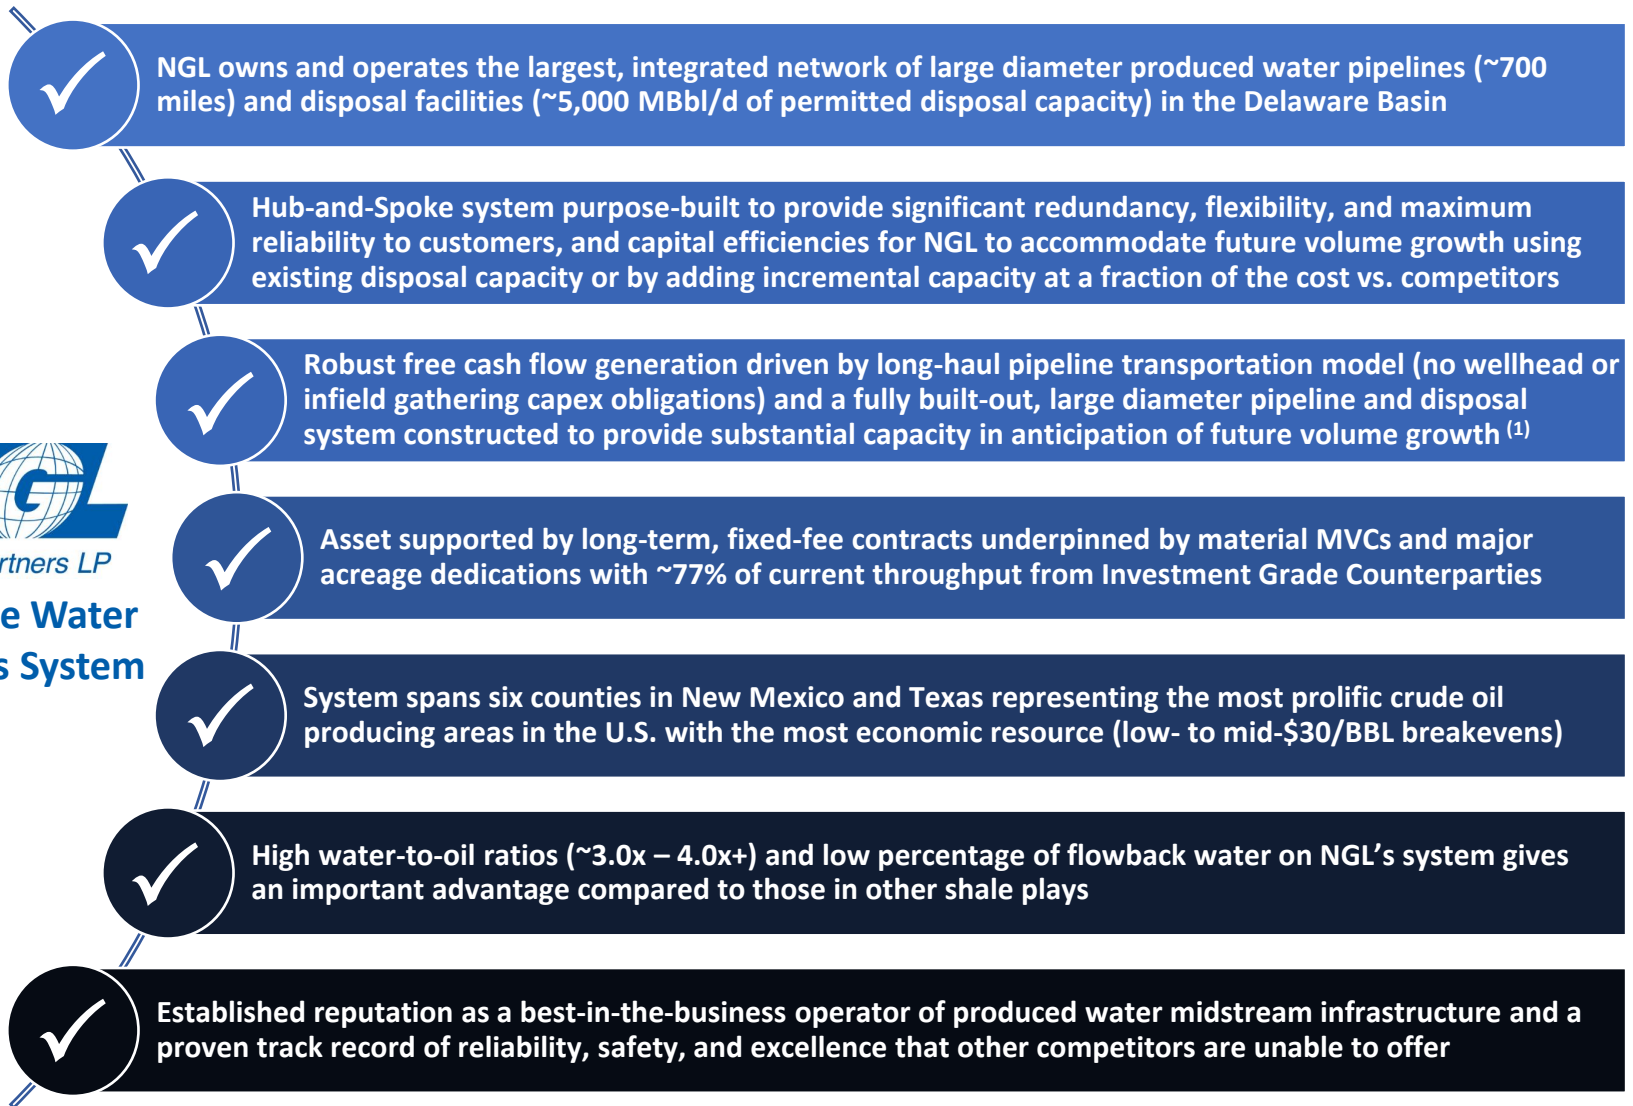 NGL owns and operates the largest, integrated network of large diameter produced water pipelines (~700
miles) and disposal facilities (~5,000 MBbl/d of permitted disposal capacity) in the Delaware Basin
Hub-and-Spoke system purpose-built to provide significant redundancy, flexibility, and maximum
reliability to customers, and capital efficiencies for NGL to accommodate future volume growth using
existing disposal capacity or by adding incremental capacity at a fraction of the cost vs. competitors
Robust free cash flow generation driven by long-haul pipeline transportation model (no wellhead or
infield gathering capex obligations) and a fully built-out, large diameter pipeline and disposal
system constructed to provide substantial capacity in anticipation of future volume growth (1)
GL
rtners LP
e Water
s System
Asset supported by long-term, fixed-fee contracts underpinned by material MVCs and major
acreage dedications with ~77% of current throughput from Investment Grade Counterparties
System spans six counties in New Mexico and Texas representing the most prolific crude oil
producing areas in the U.S. with the most economic resource (low- to mid-$30/BBL breakevens)
High water-to-oil ratios (~3.0x – 4.0x+) and low percentage of flowback water on NGL’s system gives
an important advantage compared to those in other shale plays
Established reputation as a best-in-the-business operator of produced water midstream infrastructure and a
proven track record of reliability, safety, and excellence that other competitors are unable to offer